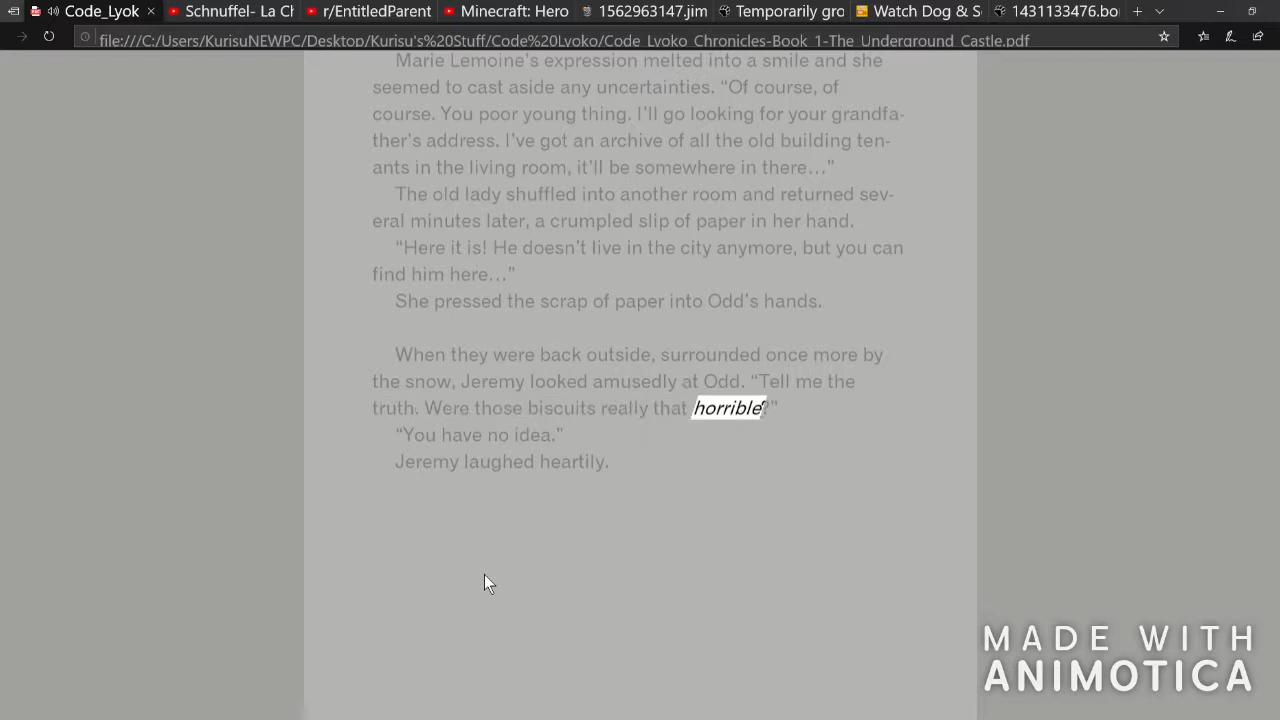 Code_Lyok
Schnuffel- La Ch
r/EntitledParent
Minecraft: Hero
1562963147.jim
Temporarily gro
Watch Dog & S
1431133476.bo
file:///C:/Users/KurisuNEWPC/Desktop/Kurisu's%20Stuff/Code%20Lyoko/Code_Lyoko_Chronicles-Book_1-The_Underground_Castle.pdf
Marie Lemoine's expression melted into a smile and she
seemed to cast aside any uncertainties. “Of course, of
course. You poor young thing. I'll go looking for your grandfa-
ther's address. I've got an archive of all the old building ten-
ants in the living room, it'll be somewhere in there...”
The old lady shuffled into another room and returned sev-
eral minutes later, a crumpled slip of paper in her hand.
“Here it is! He doesn't live in the city anymore, but you can
find him here...”
She pressed the scrap of paper into Odd's hands.
When they were back outside, surrounded once more by
the snow, Jeremy looked amusedly at Odd. “Tell me the
truth. Were those biscuits really that horrible?”
“You have no idea.”
Jeremy laughed heartily.
MADE WITH
ANIMOTICA